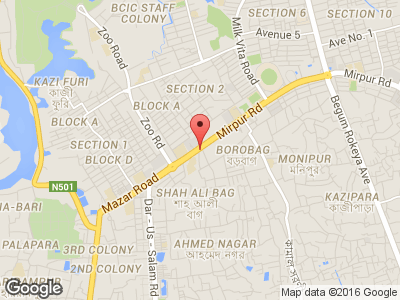 BCIC STAFF
COLONY
SECTION 6
SECTION 10
Avenue 5
Ave No. 1
Zoo Road
Milk Vita Road
Mirpur Rd
KAZI FURI
কাজী
ফুরি
SECTION 2
BLOCK A
Mirpur Rd
Begum Rokeya Ave
BLOCK A
SECTION 1
BLOCK D
Zoo Rd
BOROBAG
বড়বাগ
MONIPUR
মনিপুর
N501
Mazar Road
SHAH ALI BAG
শাহ আলী
বাগ
KAZIPARA
কাজীপাড়া
HA-BARI
PALAPARA
3RD COLONY
2ND COLONY
Dar - Us - Salam Rd
AHMED NAGAR
আহমেদ নগর
কামাল সরণী
Google
Map data ©2016 Google